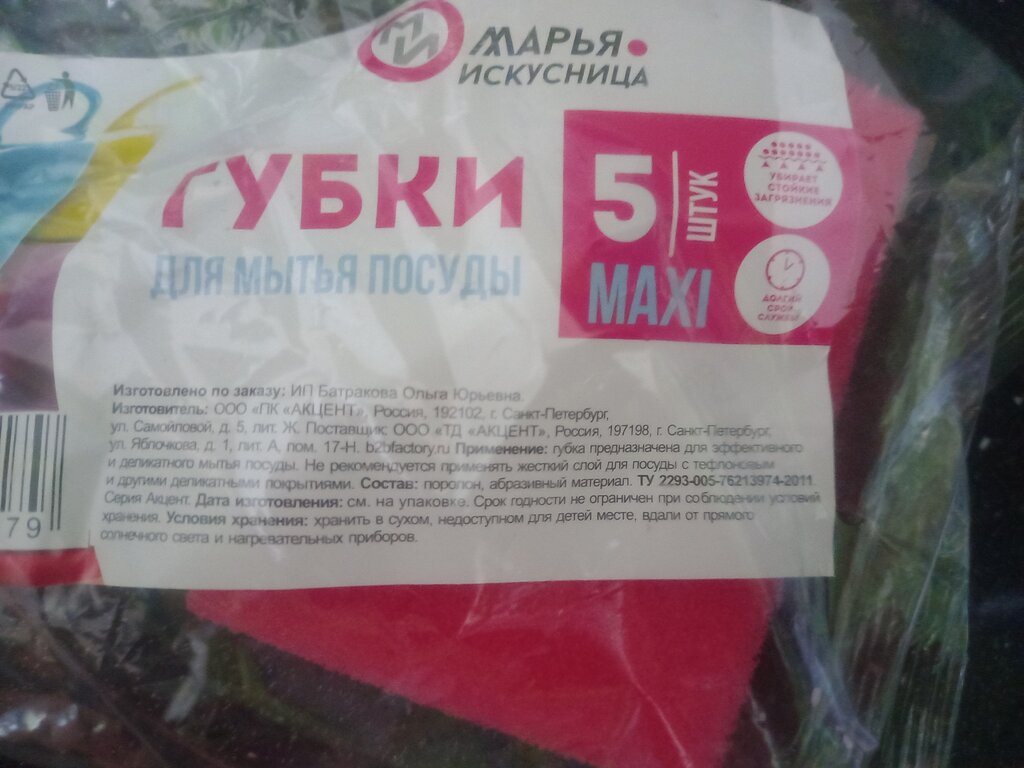 МИ
МАРЬЯ
ИСКУСНИЦА
ГУБКИ
ДЛЯ МЫТЬЯ ПОСУДЫ
5
ШТУК
MAXI
УБИРАЕТ
СТОЙКИЕ
ЗАГРЯЗНЕНИЯ
ДОЛГИЙ
СРОК
СЛУЖБЫ
Изготовлено по заказу: ИП Батракова Ольга Юрьевна.
Изготовитель: ООО «ПК «АКЦЕНТ», Россия, 192102, г. Санкт-Петербург,
ул. Самойловой, д. 5, лит. Ж. Поставщик: ООО «ТД «АКЦЕНТ», Россия, 197198, г. Санкт-Петербург,
ул. Яблочкова, д. 1, лит. А, пом. 17-Н. b2bfactory.ru Применение: губка предназначена для эффективного
и деликатного мытья посуды. Не рекомендуется применять жесткий слой для посуды с тефлоновым
и другими деликатными покрытиями. Состав: поролон, абразивный материал. ТУ 2293-005-76213974-2011.
Серия Акцент. Дата изготовления: см. на упаковке. Срок годности не ограничен при соблюдении условий
хранения. Условия хранения: хранить в сухом, недоступном для детей месте, вдали от прямого
солнечного света и нагревательных приборов.
79